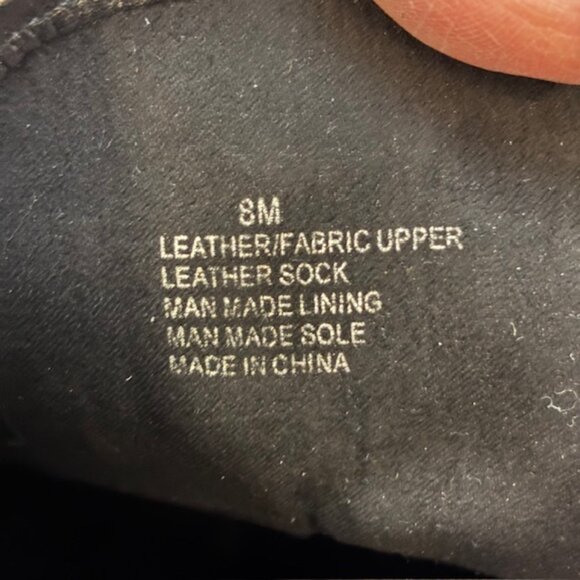 8M
LEATHER/FABRIC UPPER
LEATHER SOCK
MAN MADE LINING
MAN MADE SOLE
MADE IN CHINA